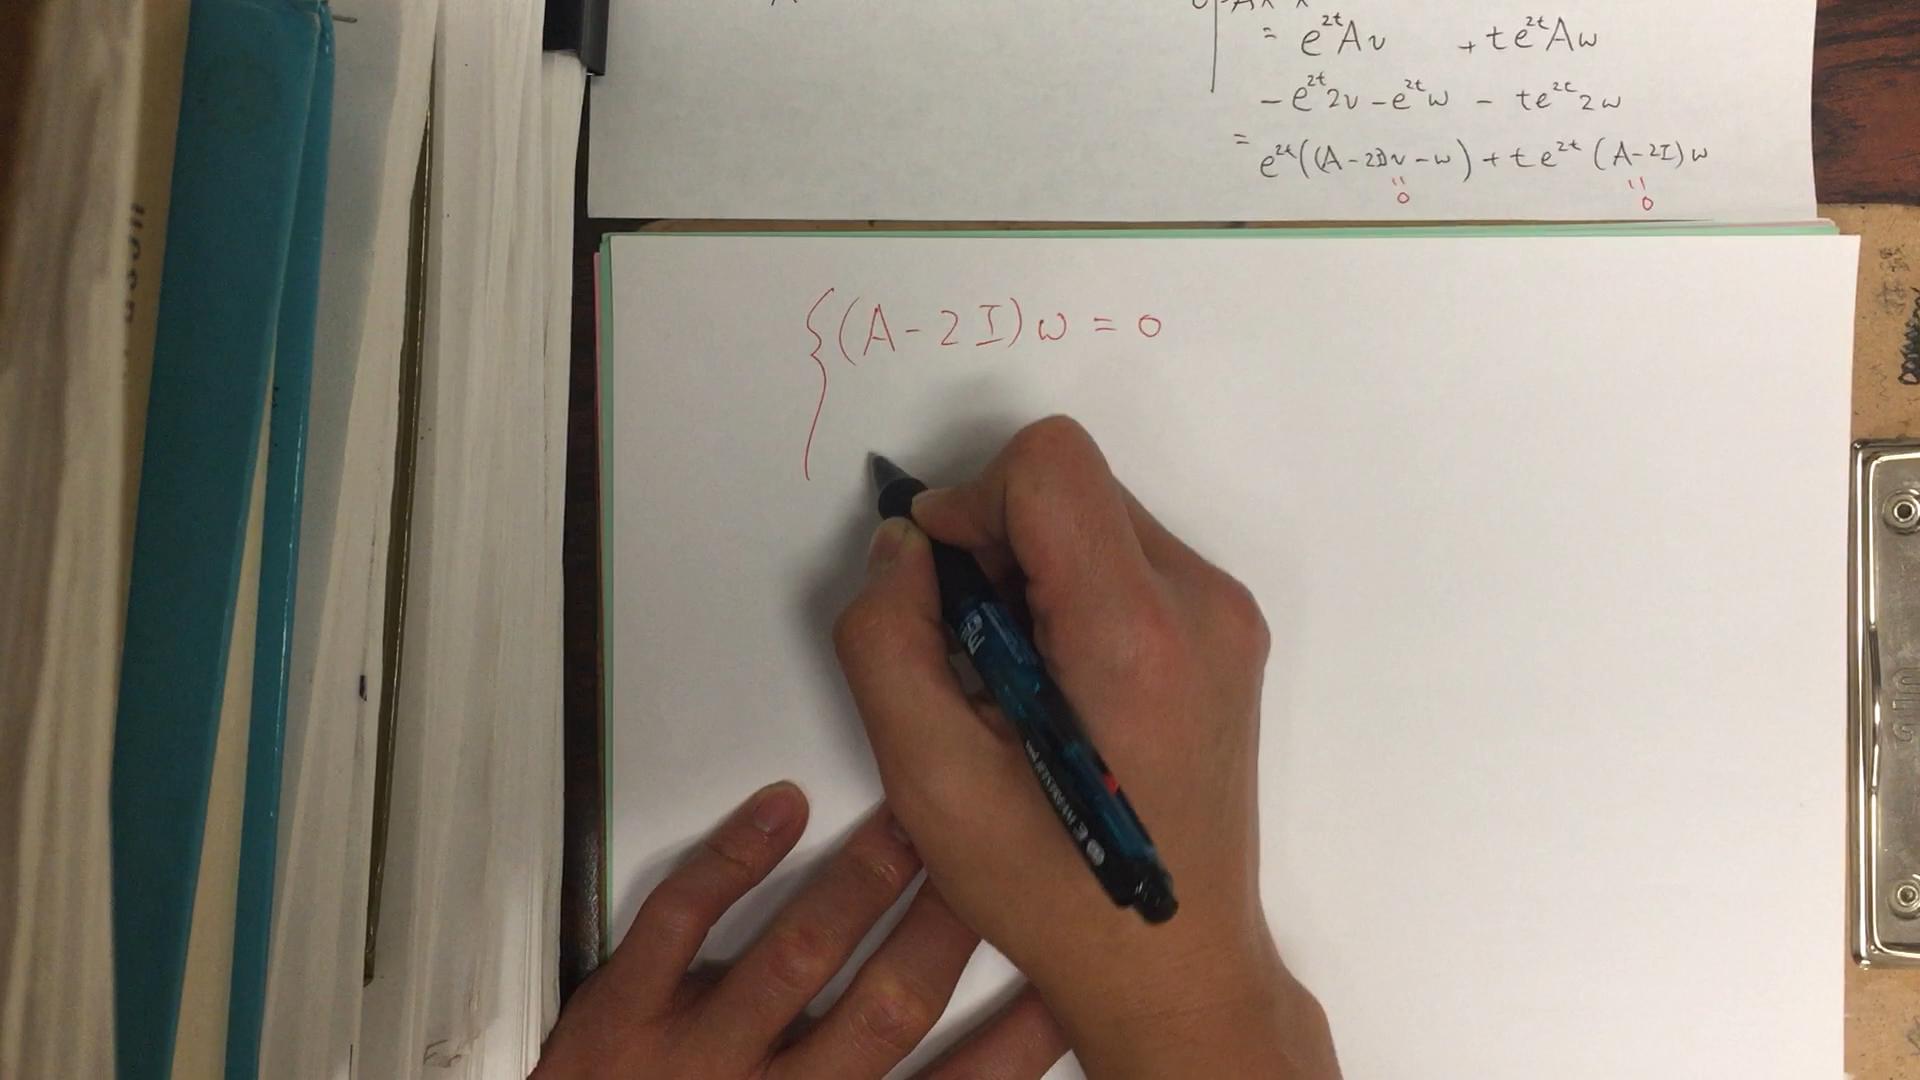 = e^{2t}Av + te^{2t}Aw
- e^{2t}2v - e^{2t}w - te^{2t}2w
= e^{2t}((A-2I)v-w) + te^{2t}(A-2I)w
" "
0 0
{(A-2I)w = 0